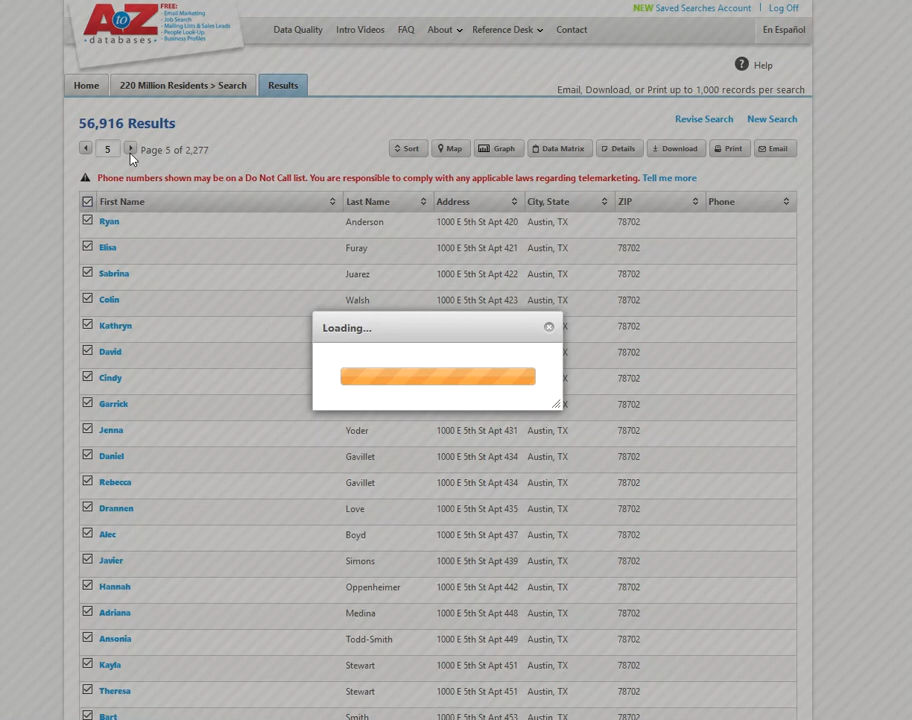 NEW Saved Searches Account | Log Off
AtoZ
databases
FREE:
• Email Marketing
• Job Search
• Mailing Lists & Sales Leads
• People Look-Up
• Business Profiles
Data Quality Intro Videos FAQ About Reference Desk Contact En Español
? Help
Home 220 Million Residents > Search Results
Email, Download, or Print up to 1,000 records per search
56,916 Results Revise Search New Search
5 Page 5 of 2,277 Sort Map Graph Data Matrix Details Download Print Email
Phone numbers shown may be on a Do Not Call list. You are responsible to comply with any applicable laws regarding telemarketing. Tell me more
First Name Last Name Address City, State ZIP Phone
Ryan Anderson 1000 E 5th St Apt 420 Austin, TX 78702
Elisa Furay 1000 E 5th St Apt 421 Austin, TX 78702
Sabrina Juarez 1000 E 5th St Apt 422 Austin, TX 78702
Colin Walsh 1000 E 5th St Apt 423 Austin, TX 78702
Kathryn 78702
Loading...
David 78702
Cindy 78702
Garrick X 78702
Jenna Yoder 1000 E 5th St Apt 431 Austin, TX 78702
Daniel Gavillet 1000 E 5th St Apt 434 Austin, TX 78702
Rebecca Gavillet 1000 E 5th St Apt 434 Austin, TX 78702
Drannen Love 1000 E 5th St Apt 435 Austin, TX 78702
Alec Boyd 1000 E 5th St Apt 437 Austin, TX 78702
Javier Simons 1000 E 5th St Apt 439 Austin, TX 78702
Hannah Oppenheimer 1000 E 5th St Apt 442 Austin, TX 78702
Adriana Medina 1000 E 5th St Apt 448 Austin, TX 78702
Ansonia Todd-Smith 1000 E 5th St Apt 449 Austin, TX 78702
Kayla Stewart 1000 E 5th St Apt 451 Austin, TX 78702
Theresa Stewart 1000 E 5th St Apt 451 Austin, TX 78702
Bart Smith 1000 E 5th St Apt 453 Austin, TX 78702